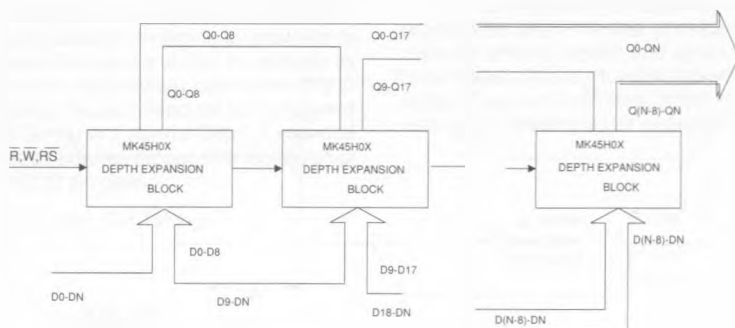 Q0-Q8
Q0-Q17
Q0-QN
Q0-Q8
Q9-Q17
Q(N-8)-QN
R̅,W̅,R̅S̅
MK45H0X
DEPTH EXPANSION
BLOCK
MK45H0X
DEPTH EXPANSION
BLOCK
MK45H0X
DEPTH EXPANSION
BLOCK
D0-D8
D9-D17
D(N-8)-DN
D0-DN
D9-DN
D18-DN
D(N-8)-DN